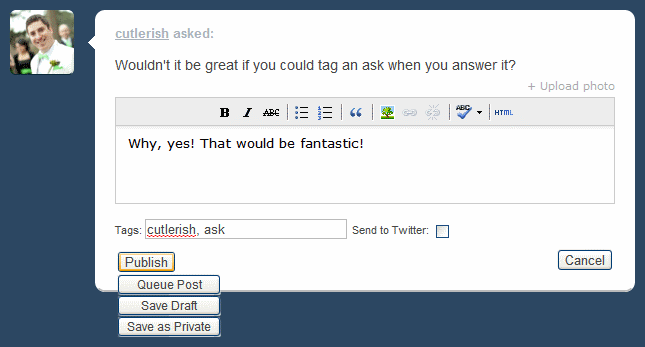 cutlerish asked:
Wouldn't it be great if you could tag an ask when you answer it?
+ Upload photo
B I ABC ABC HTML
Why, yes! That would be fantastic!
Tags: cutlerish, ask Send to Twitter:
Publish Cancel
Queue Post
Save Draft
Save as Private